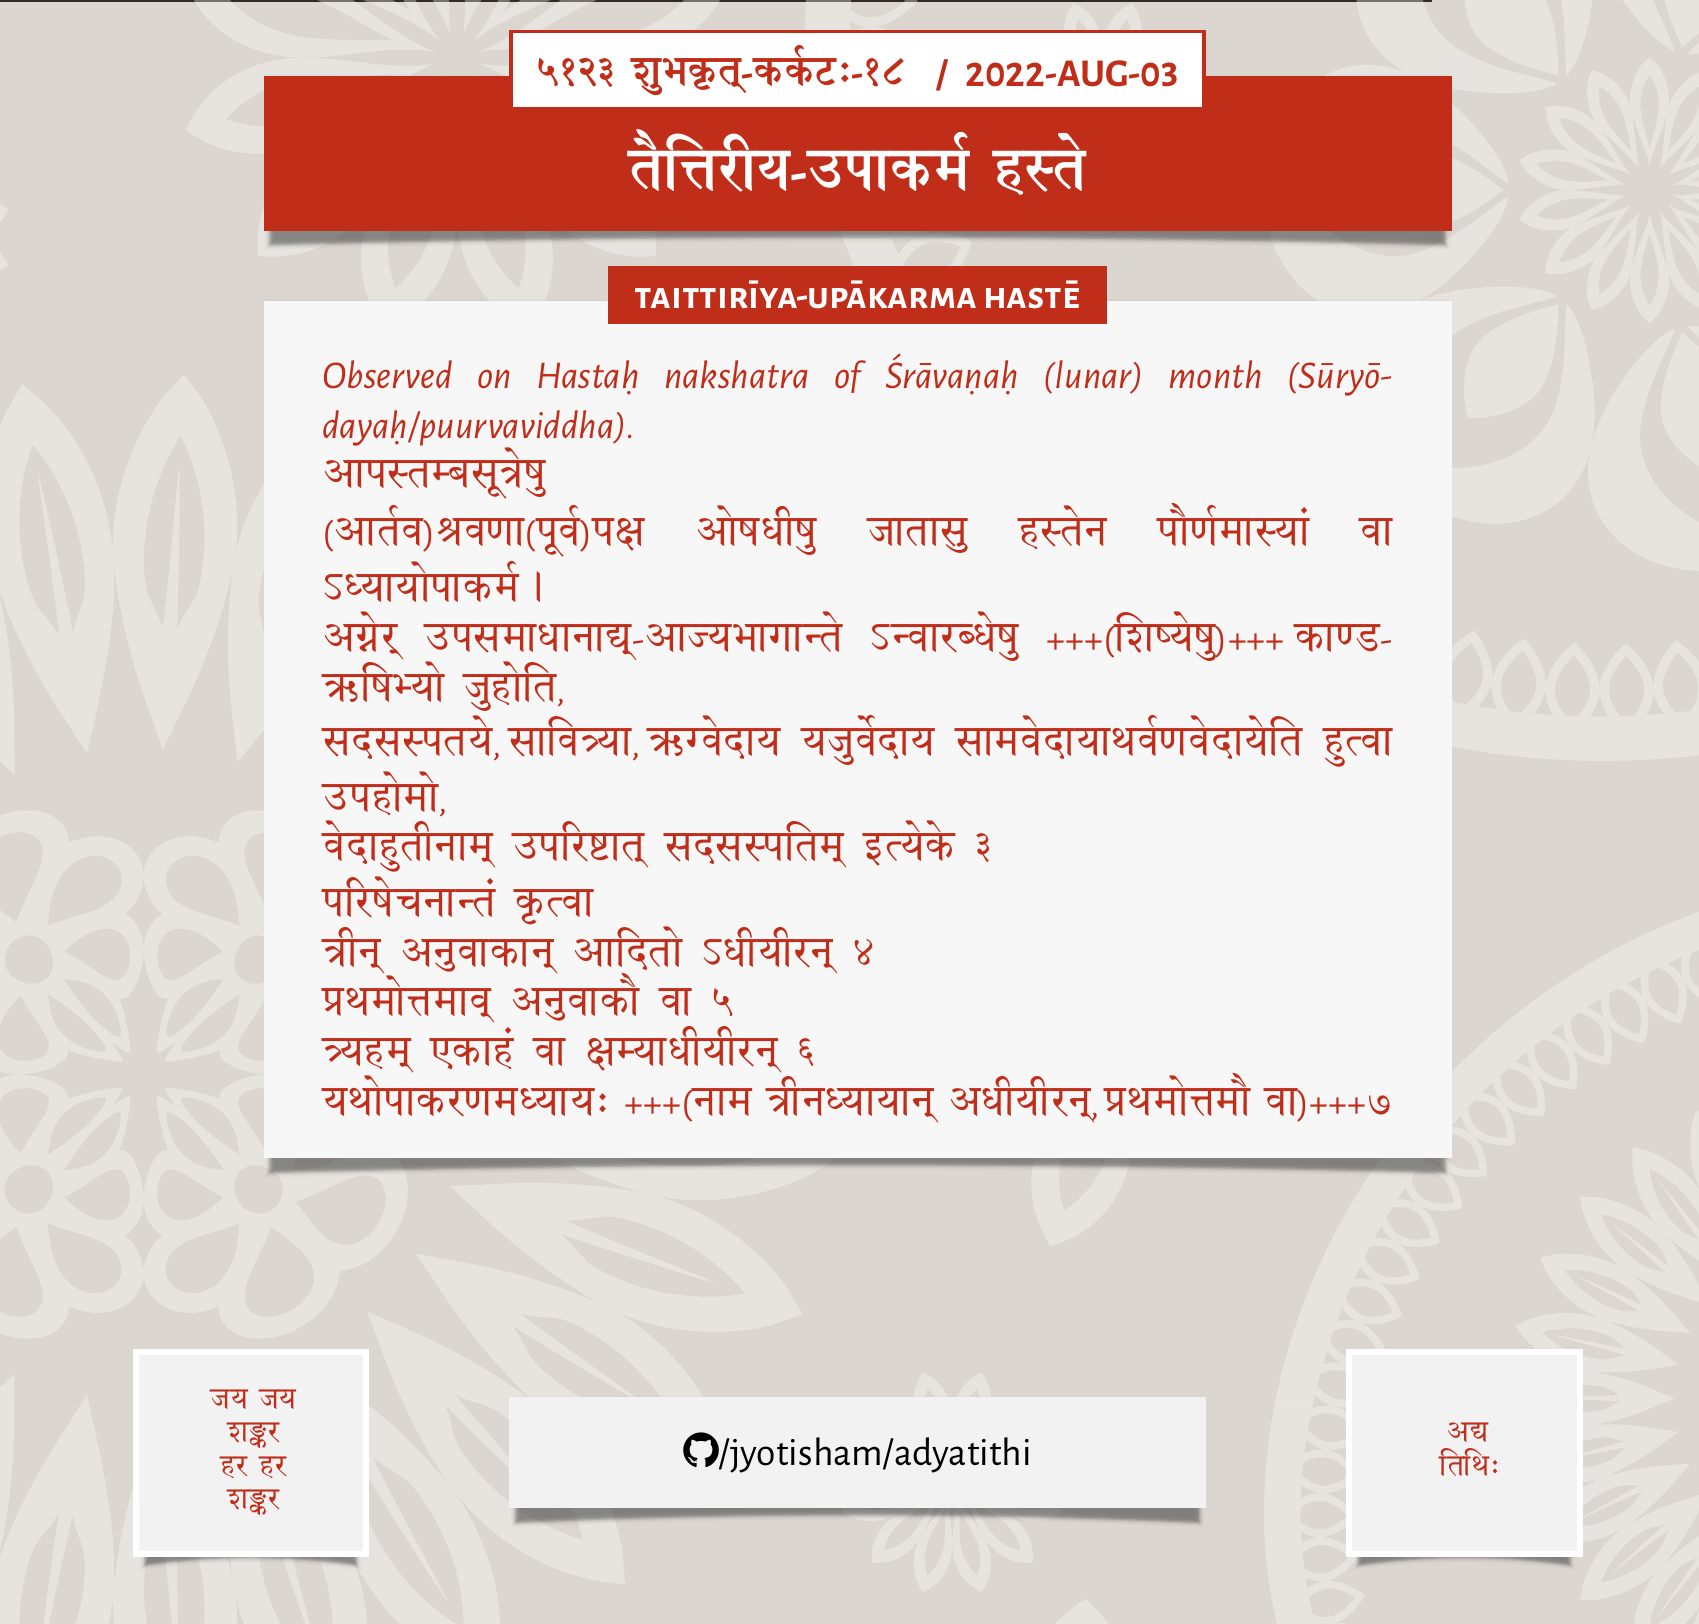 ५१२३ शुभकृत्-कर्कटः-१८ / 2022-AUG-03
तैत्तिरीय-उपाकर्म हस्ते
TAITTIRĪYA-UPĀKARMA HASTĒ
Observed on Hastaḥ nakshatra of Śrāvaṇaḥ (lunar) month (Sūryō-
dayaḥ/puurvaviddha).
आपस्तम्बसूत्रेषु
(आर्तव)श्रवणा(पूर्व)पक्ष ओषधीषु जातासु हस्तेन पौर्णमास्यां वा
ऽध्यायोपाकर्म ।
अग्नेर् उपसमाधानाद्य्-आज्यभागान्ते ऽन्वारब्धेषु +++(शिष्येषु)+++ काण्ड-
ऋषिभ्यो जुहोति,
सदसस्पतये, सावित्र्या, ऋग्वेदाय यजुर्वेदाय सामवेदायाथर्वणवेदायेति हुत्वा
उपहोमो,
वेदाहुतीनाम् उपरिष्टात् सदसस्पतिम् इत्येके ३
परिषेचनान्तं कृत्वा
त्रीन् अनुवाकान् आदितो ऽधीयीरन् ४
प्रथमोत्तमाव् अनुवाकौ वा ५
त्र्यहम् एकाहं वा क्षम्याधीयीरन् ६
यथोपाकरणमध्यायः +++(नाम त्रीनध्यायान् अधीयीरन्, प्रथमोत्तमौ वा)+++७
जय जय
शङ्कर
हर हर
शङ्कर
/jyotisham/adyatithi
अद्य
तिथिः